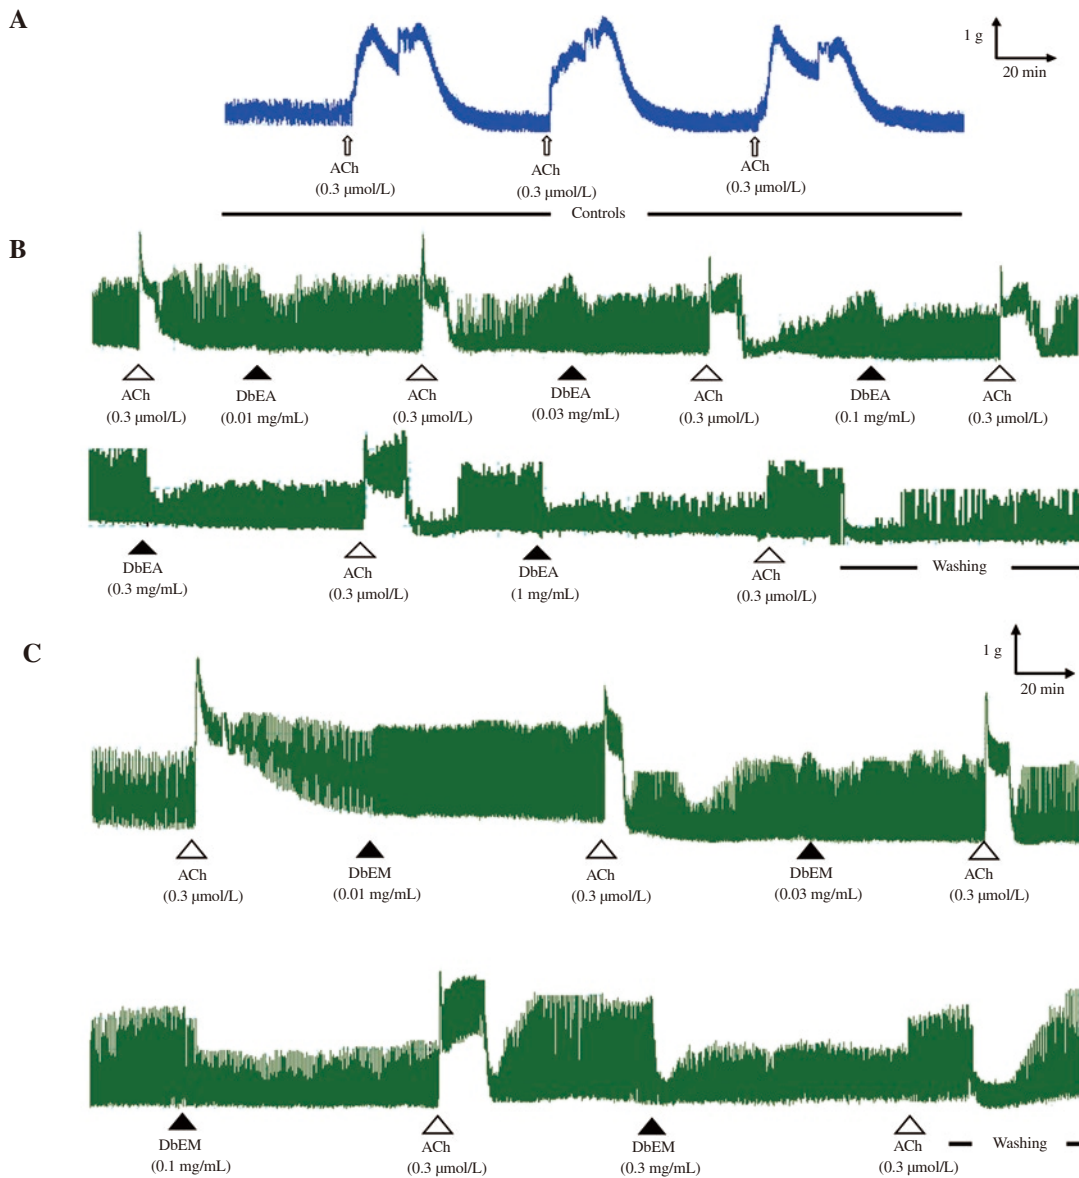 A
1 g
20 min
ACh
(0.3 µmol/L)
ACh
(0.3 µmol/L)
ACh
(0.3 µmol/L)
Controls
B
ACh
(0.3 µmol/L)
DbEA
(0.01 mg/mL)
ACh
(0.3 µmol/L)
DbEA
(0.03 mg/mL)
ACh
(0.3 µmol/L)
DbEA
(0.1 mg/mL)
ACh
(0.3 µmol/L)
DbEA
(0.3 mg/mL)
ACh
(0.3 µmol/L)
DbEA
(1 mg/mL)
ACh
(0.3 µmol/L)
Washing
C
1 g
20 min
ACh
(0.3 µmol/L)
DbEM
(0.01 mg/mL)
ACh
(0.3 µmol/L)
DbEM
(0.03 mg/mL)
ACh
(0.3 µmol/L)
DbEM
(0.1 mg/mL)
ACh
(0.3 µmol/L)
DbEM
(0.3 mg/mL)
ACh
(0.3 µmol/L)
Washing